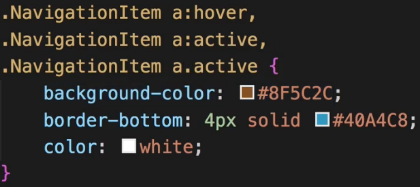 .NavigationItem a:hover,
.NavigationItem a:active,
.NavigationItem a.active {
    background-color: #8F5C2C;
    border-bottom: 4px solid #40A4C8;
    color: white;
}